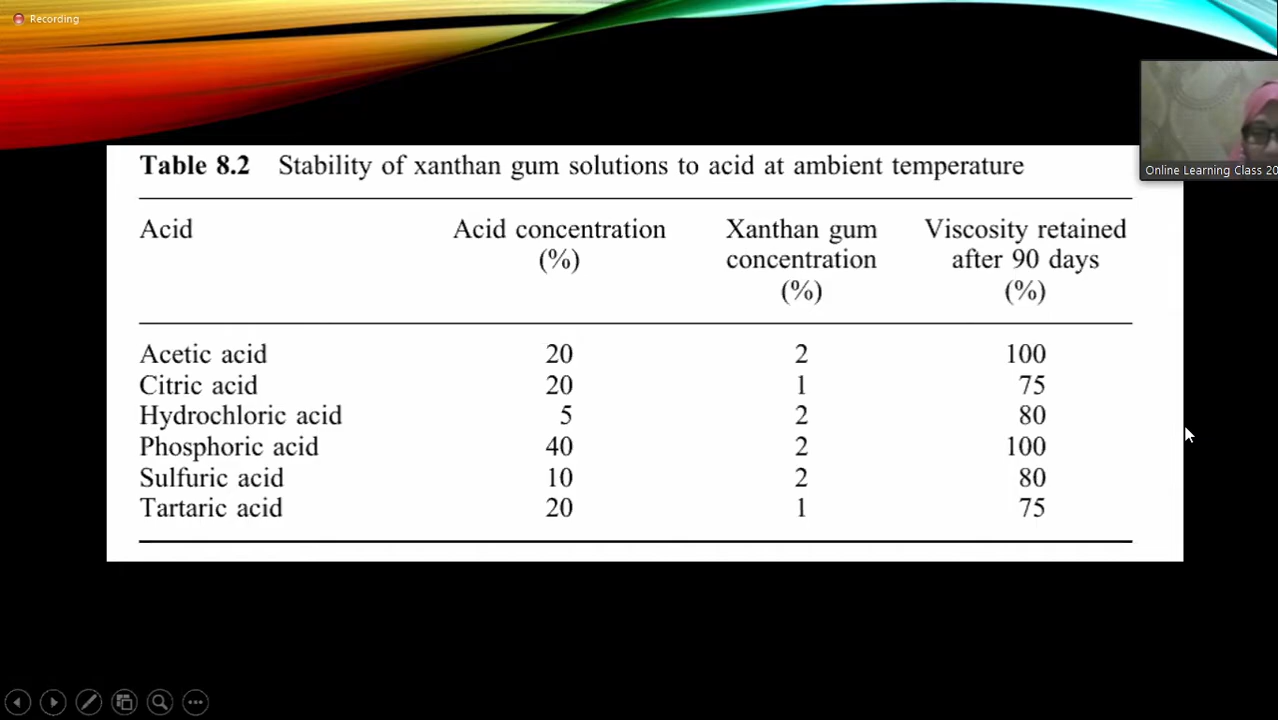 Recording
Online Learning Class 20
Table 8.2 Stability of xanthan gum solutions to acid at ambient temperature
Acid Acid concentration (%) Xanthan gum concentration (%) Viscosity retained after 90 days (%)
Acetic acid 20 2 100
Citric acid 20 1 75
Hydrochloric acid 5 2 80
Phosphoric acid 40 2 100
Sulfuric acid 10 2 80
Tartaric acid 20 1 75